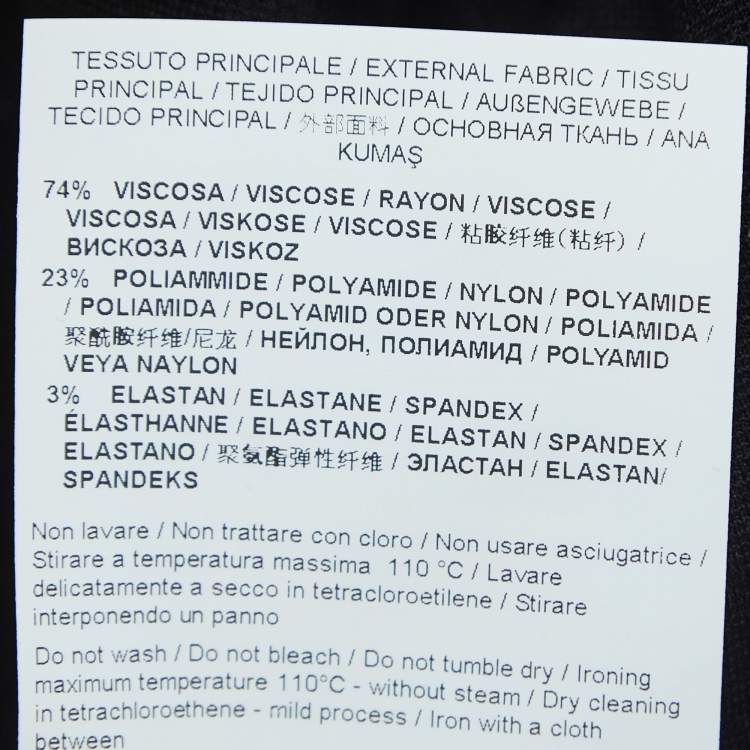 TESSUTO PRINCIPALE / EXTERNAL FABRIC / TISSU
PRINCIPAL / TEJIDO PRINCIPAL / AUßENGEWEBE /
TECIDO PRINCIPAL / 外部面料 / ОСНОВНАЯ ТКАНЬ / ANA
KUMAŞ
74% VISCOSA / VISCOSE / RAYON / VISCOSE /
VISCOSA / VISKOSE / VISCOSE / 粘胶纤维(粘纤) /
ВИСКОЗА / VISKOZ
23% POLIAMMIDE / POLYAMIDE / NYLON / POLYAMIDE
/ POLIAMIDA / POLYAMID ODER NYLON / POLIAMIDA /
聚酰胺纤维/尼龙 / НЕЙЛОН, ПОЛИАМИД / POLYAMID
VEYA NAYLON
3% ELASTAN / ELASTANE / SPANDEX /
ÉLASTHANNE / ELASTANO / ELASTAN / SPANDEX /
ELASTANO / 聚氨酯弹性纤维 / ЭЛАСТАН / ELASTAN/
SPANDEKS
Non lavare / Non trattare con cloro / Non usare asciugatrice /
Stirare a temperatura massima 110 °C / Lavare
delicatamente a secco in tetracloroetilene / Stirare
interponendo un panno
Do not wash / Do not bleach / Do not tumble dry / Ironing
maximum temperature 110°C - without steam / Dry cleaning
in tetrachloroethene - mild process / Iron with a cloth
between